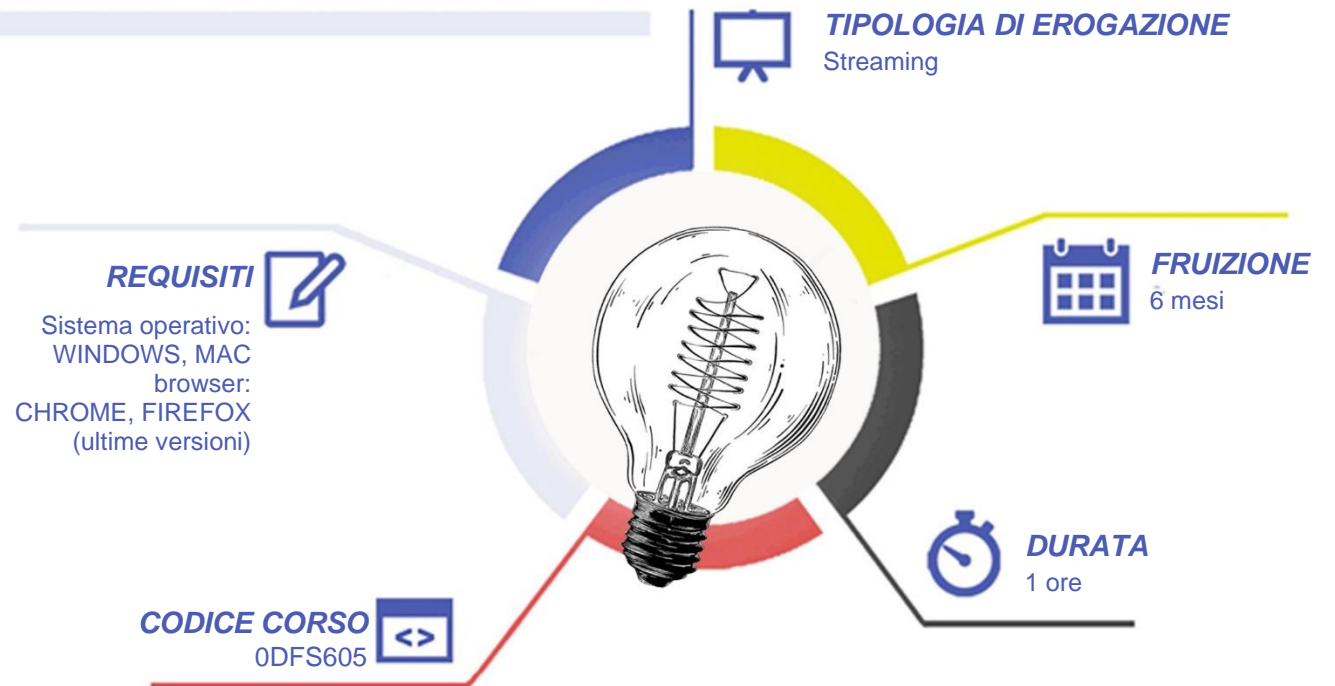 TIPOLOGIA DI EROGAZIONE
Streaming
REQUISITI
Sistema operativo:
WINDOWS, MAC
browser:
CHROME, FIREFOX
(ultime versioni)
FRUIZIONE
6 mesi
DURATA
1 ore
CODICE CORSO
0DFS605
<>